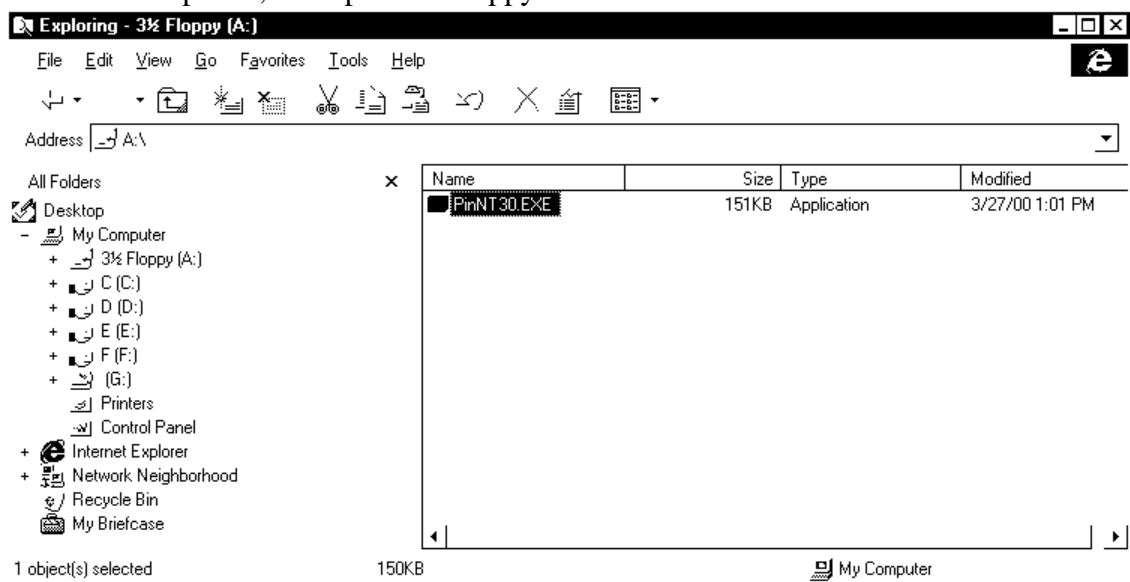 Exploring - 3½ Floppy (A:)
File Edit View Go Favorites Tools Help
Address A:\
All Folders x
Name Size Type Modified
Desktop
PinNT30.EXE 151KB Application 3/27/00 1:01 PM
- My Computer
+ 3½ Floppy (A:)
+ C (C:)
+ D (D:)
+ E (E:)
+ F (F:)
+ (G:)
Printers
Control Panel
+ Internet Explorer
+ Network Neighborhood
Recycle Bin
My Briefcase
1 object(s) selected 150KB My Computer